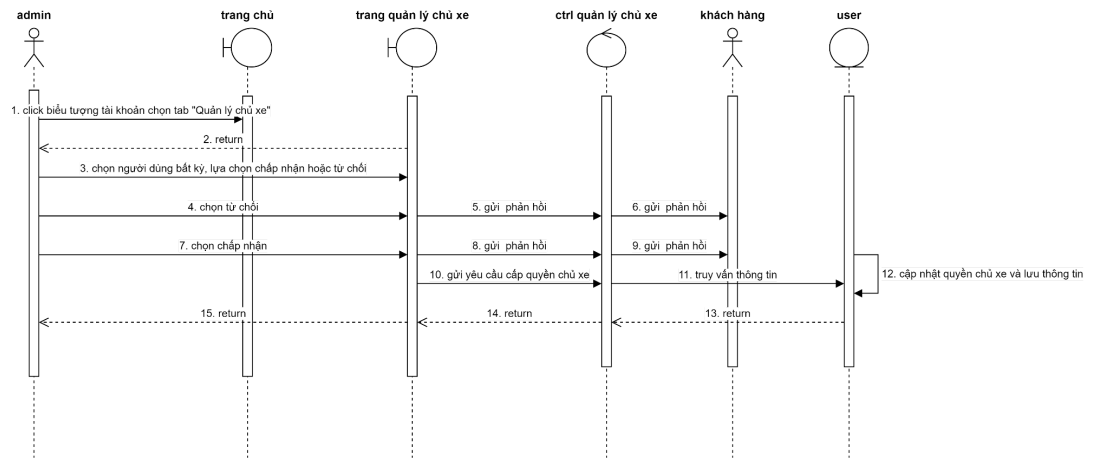 admin
trang chủ
trang quản lý chủ xe
ctrl quản lý chủ xe
khách hàng
user
1. click biểu tượng tài khoản chọn tab "Quản lý chủ xe"
2. return
3. chọn người dùng bất kỳ, lựa chọn chấp nhận hoặc từ chối
4. chọn từ chối
5. gửi phản hồi
6. gửi phản hồi
7. chọn chấp nhận
8. gửi phản hồi
9. gửi phản hồi
10. gửi yêu cầu cấp quyền chủ xe
11. truy vấn thông tin
12. cập nhật quyền chủ xe và lưu thông tin
15. return
14. return
13. return